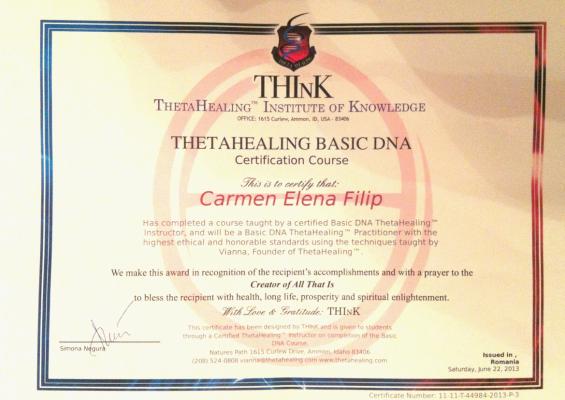 THInK
THETAHEALING™ INSTITUTE OF KNOWLEDGE
OFFICE: 1615 Curlew, Ammon, ID, USA - 83406
THETAHEALING BASIC DNA
Certification Course
This is to certify that:
Carmen Elena Filip
Has completed a course taught by a certified Basic DNA ThetaHealing™
Instructor, and will be a Basic DNA ThetaHealing™ Practitioner with the
highest ethical and honorable standards using the techniques taught by
Vianna, Founder of ThetaHealing™.
We make this award in recognition of the recipient's accomplishments and with a prayer to the
Creator of All That Is
to bless the recipient with health, long life, prosperity and spiritual enlightenment.
With Love & Gratitude: THInK
This certificate has been designed by THInK and is given to students
through a Certified ThetaHealing™ Instructor on completion of the Basic
DNA Course.
Natures Path 1615 Curlew Drive, Ammon, Idaho 83406
(208) 524-0808 vianna@thetahealing.com www.thetahealing.com
Simona Negura
Issued in ,
Romania
Saturday, June 22, 2013
Certificate Number: 11-11-T-44984-2013-P-3